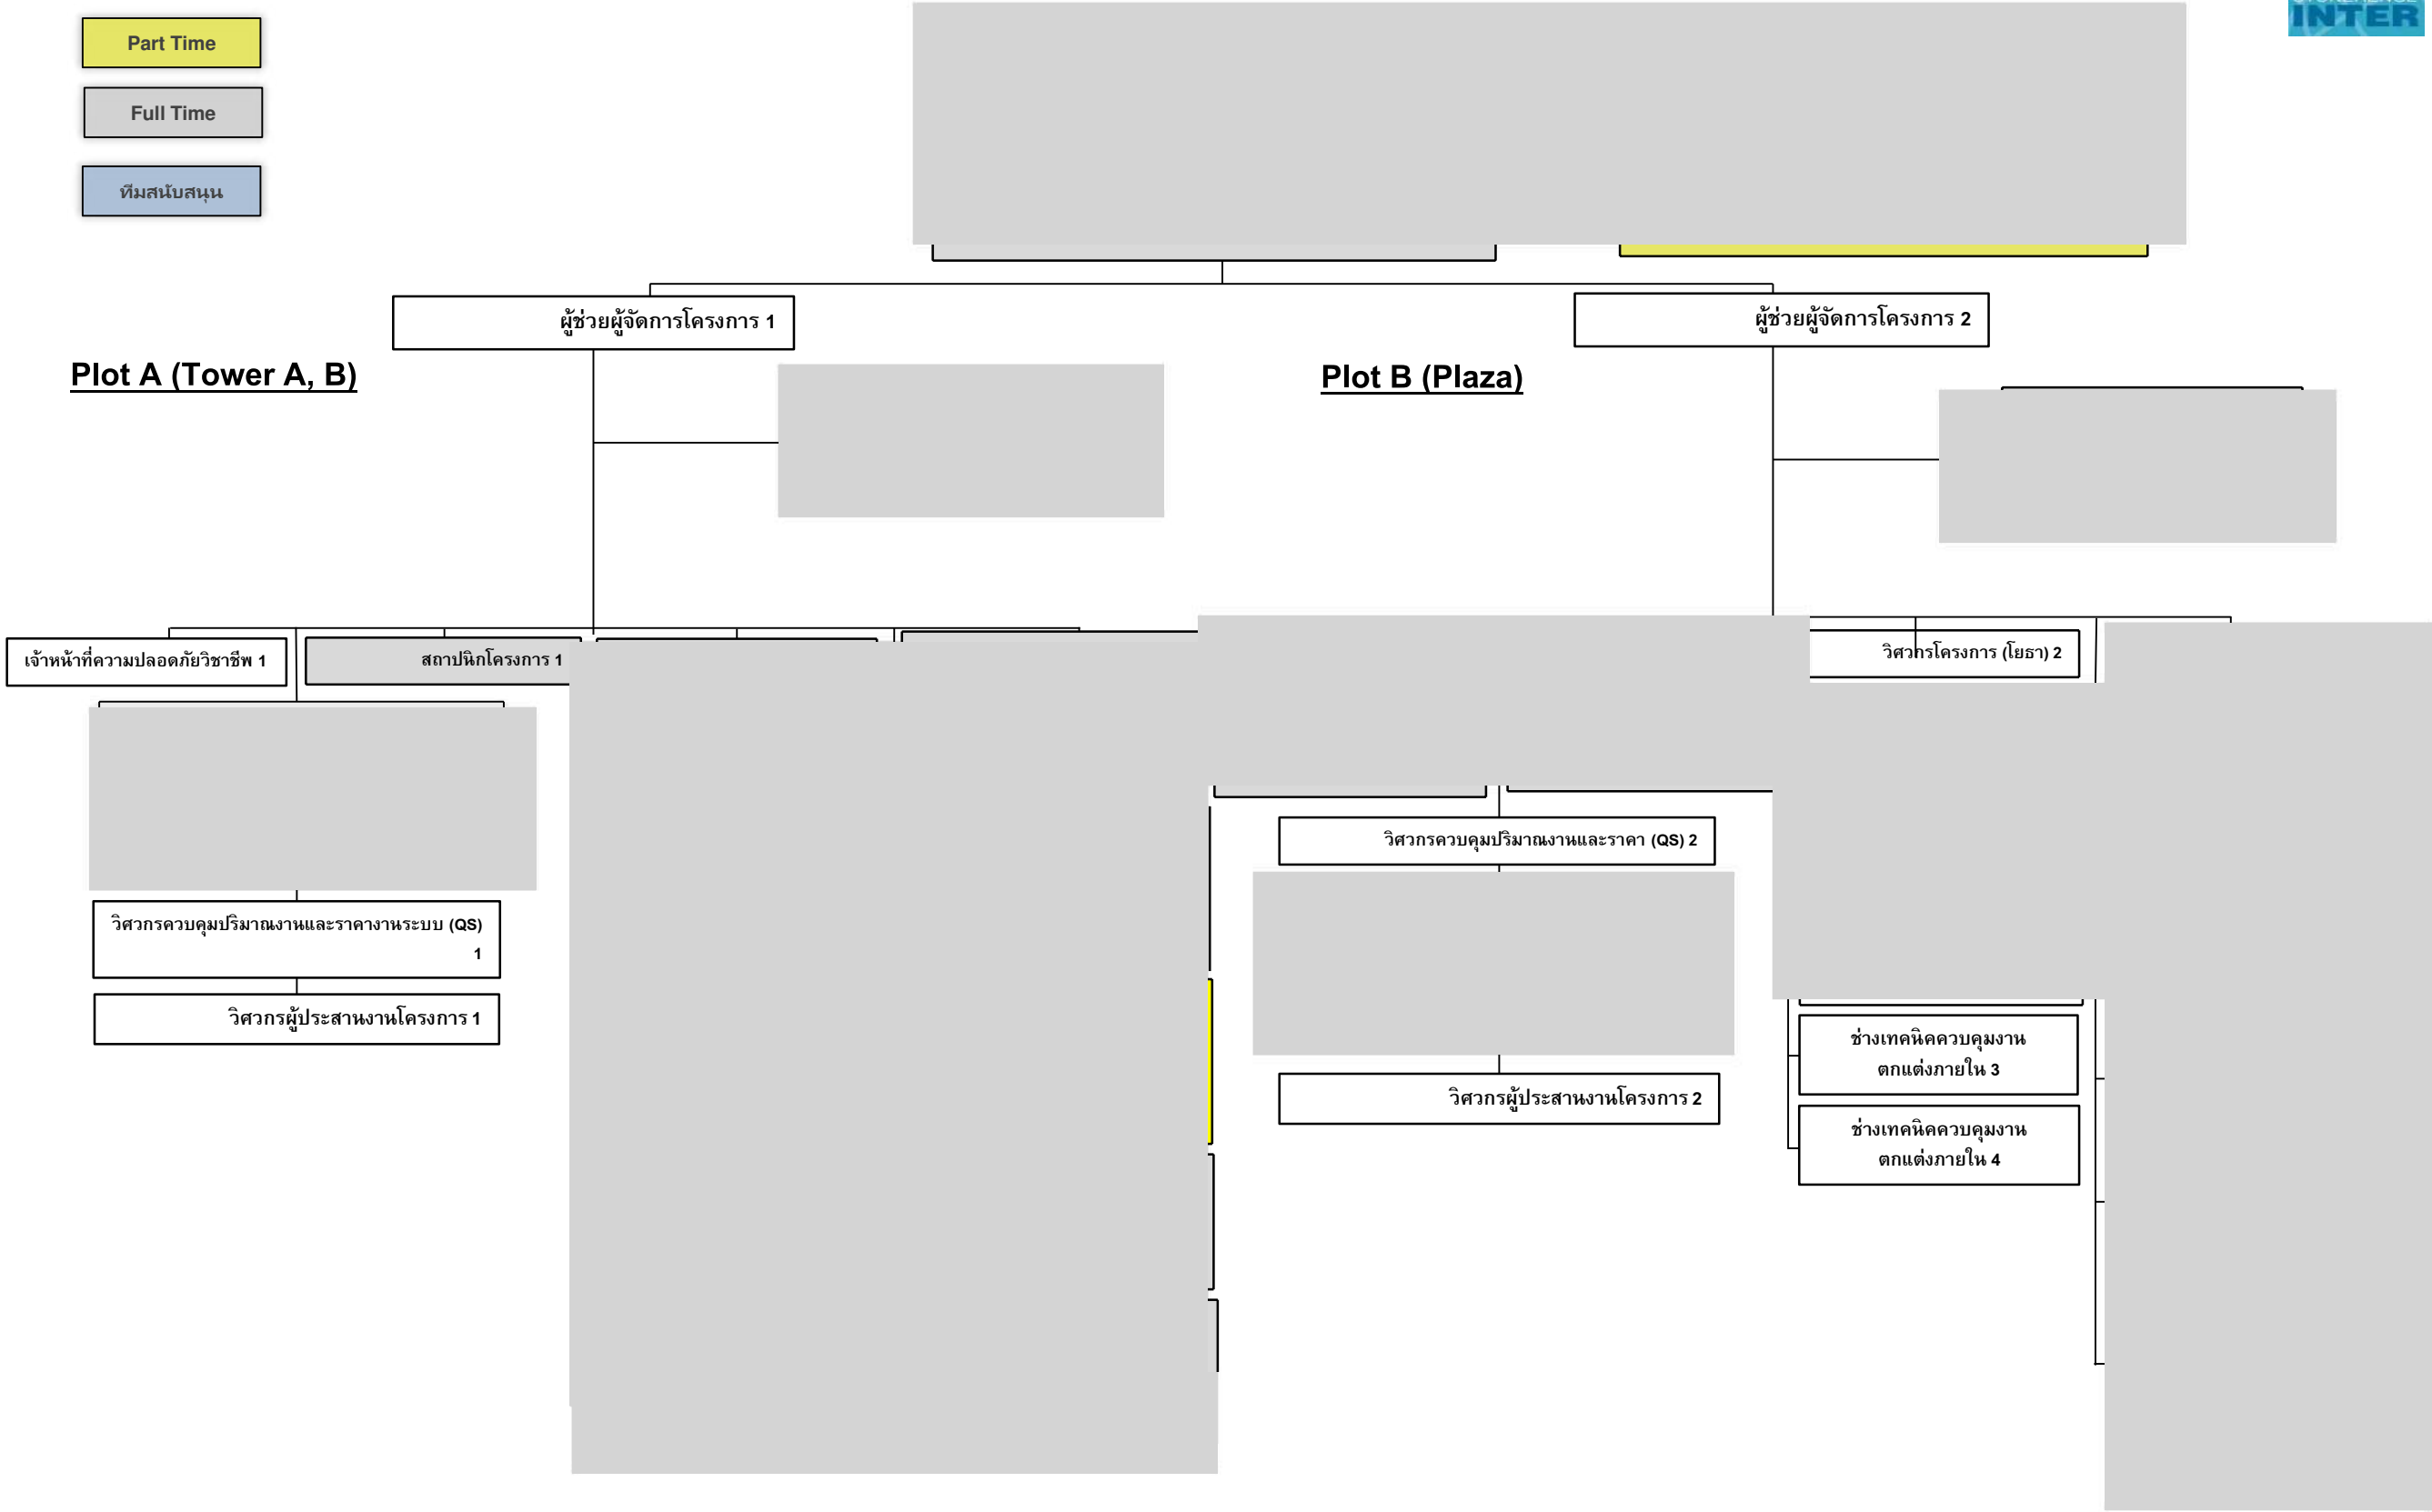 INTER
Part Time
Full Time
ทีมสนับสนุน
ผู้ช่วยผู้จัดการโครงการ 1
ผู้ช่วยผู้จัดการโครงการ 2
Plot A (Tower A, B)
Plot B (Plaza)
เจ้าหน้าที่ความปลอดภัยวิชาชีพ 1
สถาปนิกโครงการ 1
วิศวกรโครงการ (โยธา) 2
วิศวกรควบคุมปริมาณงานและราคา (QS) 2
วิศวกรควบคุมปริมาณงานและราคางานระบบ (QS)
1
วิศวกรผู้ประสานงานโครงการ 1
วิศวกรผู้ประสานงานโครงการ 2
ช่างเทคนิคควบคุมงาน
ตกแต่งภายใน 3
ช่างเทคนิคควบคุมงาน
ตกแต่งภายใน 4